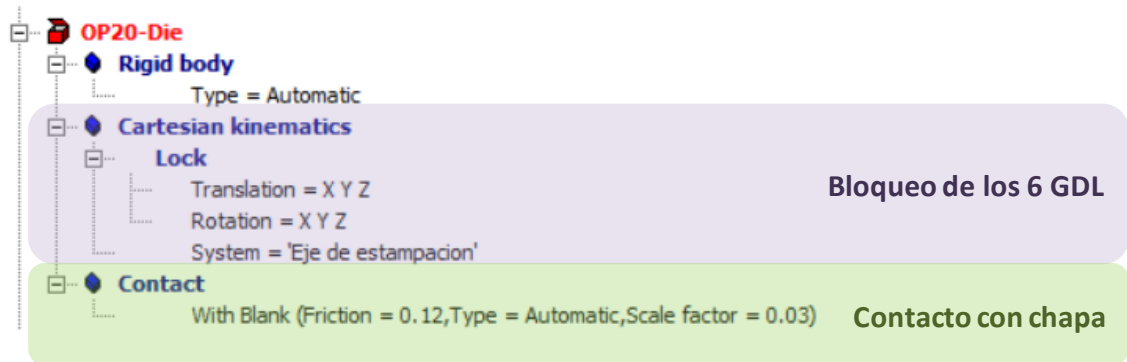 OP20-Die
Rigid body
Type = Automatic
Cartesian kinematics
Lock
Translation = X Y Z
Bloqueo de los 6 GDL
Rotation = X Y Z
System = 'Eje de estampacion'
Contact
With Blank (Friction = 0.12,Type = Automatic,Scale factor = 0.03)
Contacto con chapa